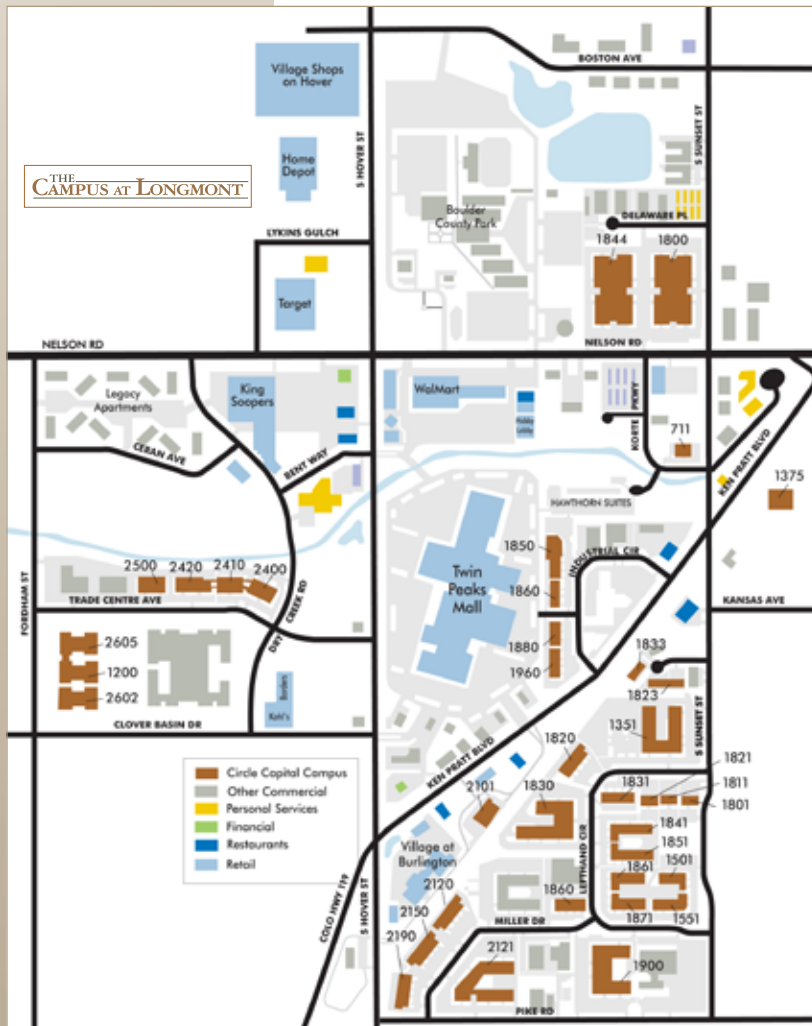 THE
CAMPUS AT LONGMONT
BOSTON AVE
Village Shops
on Hover
S HOVER ST
S SUNSET ST
Home
Depot
Boulder
County Park
DELAWARE PL
LYKINS GULCH
1844
1800
Target
NELSON RD
NELSON RD
Legacy
Apartments
King
Soopers
WalMart
Hobby
Lobby
KORTE PKWY
711
KEN PRATT BLVD
CERAN AVE
BENT WAY
1375
HAWTHORN SUITES
FORDHAM ST
2500
2420
2410
2400
TRADE CENTRE AVE
DRY CREEK RD
Twin
Peaks
Mall
1850
INDUSTRIAL CIR
1860
KANSAS AVE
2605
1200
2602
1880
1960
1833
1823
Borders
Kohl's
CLOVER BASIN DR
1351
S SUNSET ST
KEN PRATT BLVD
1820
1821
1811
1801
1831
2101
1830
Circle Capital Campus
Other Commercial
Personal Services
Financial
Restaurants
Retail
1841
1851
1861
1501
LEFTHAND CIR
Village at
Burlington
COLO HWY 119
S HOVER ST
2120
1860
1871
1551
2150
MILLER DR
2190
2121
1900
PIKE RD